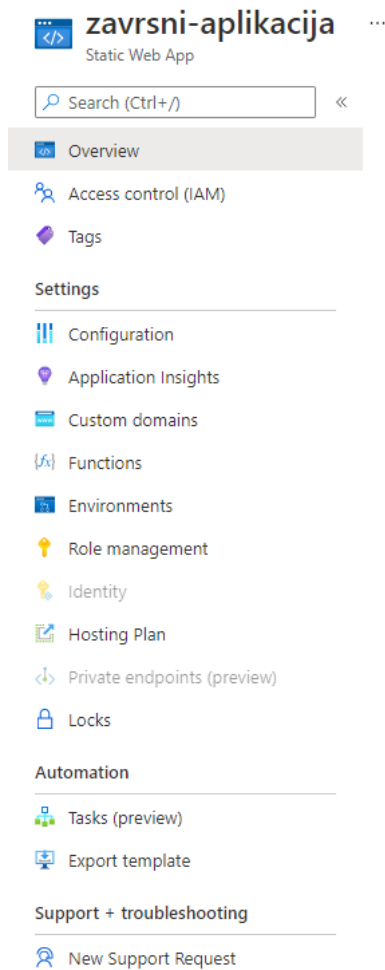 zavrsni-aplikacija ...
Static Web App
Search (Ctrl+/) «
Overview
Access control (IAM)
Tags
Settings
Configuration
Application Insights
Custom domains
Functions
Environments
Role management
Identity
Hosting Plan
Private endpoints (preview)
Locks
Automation
Tasks (preview)
Export template
Support + troubleshooting
New Support Request